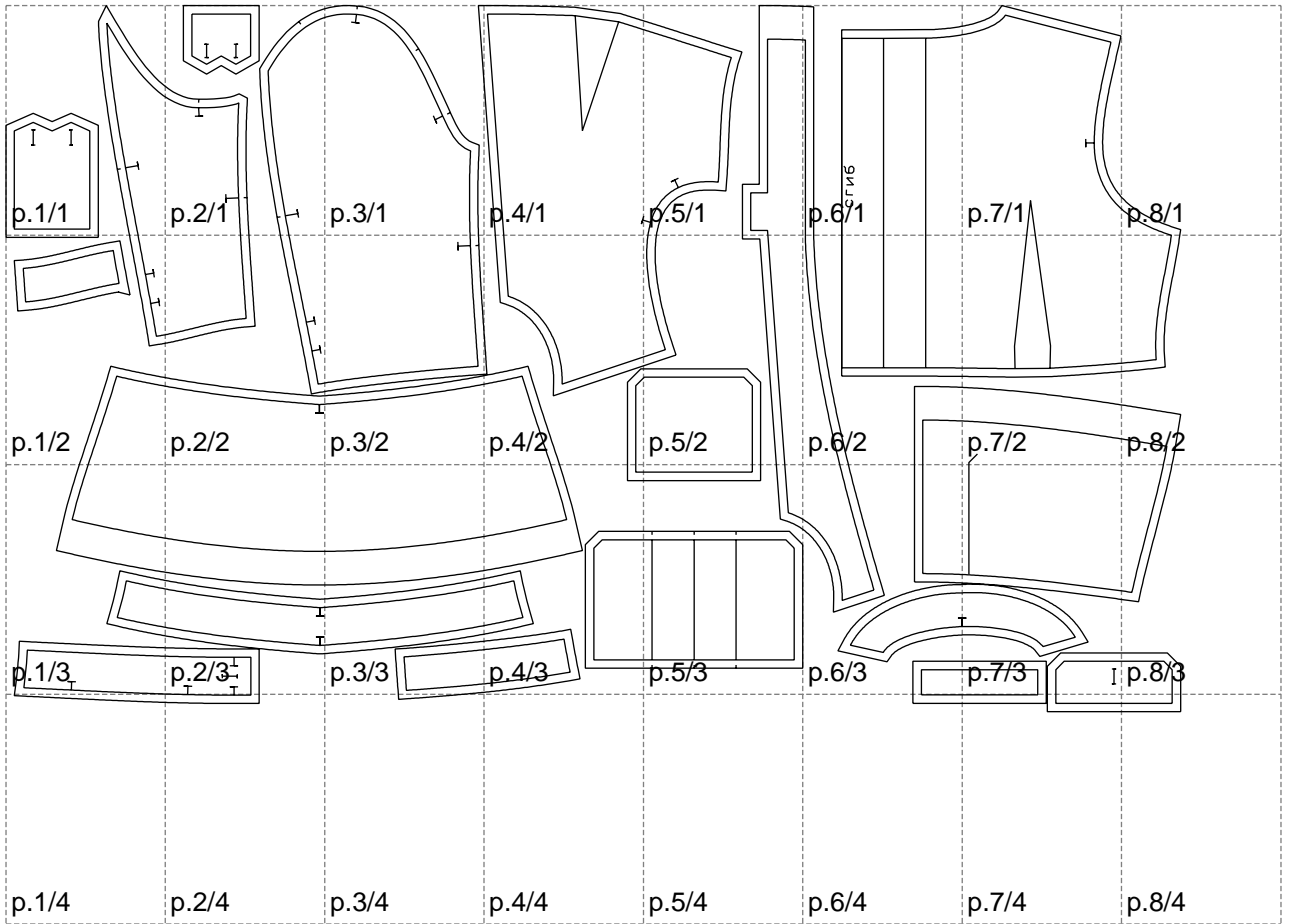 сгиб
p.1/1 p.2/1 p.3/1 p.4/1 p.5/1 p.6/1 p.7/1 p.8/1
p.1/2 p.2/2 p.3/2 p.4/2 p.5/2 p.6/2 p.7/2 p.8/2
p.1/3 p.2/3 p.3/3 p.4/3 p.5/3 p.6/3 p.7/3 p.8/3
p.1/4 p.2/4 p.3/4 p.4/4 p.5/4 p.6/4 p.7/4 p.8/4